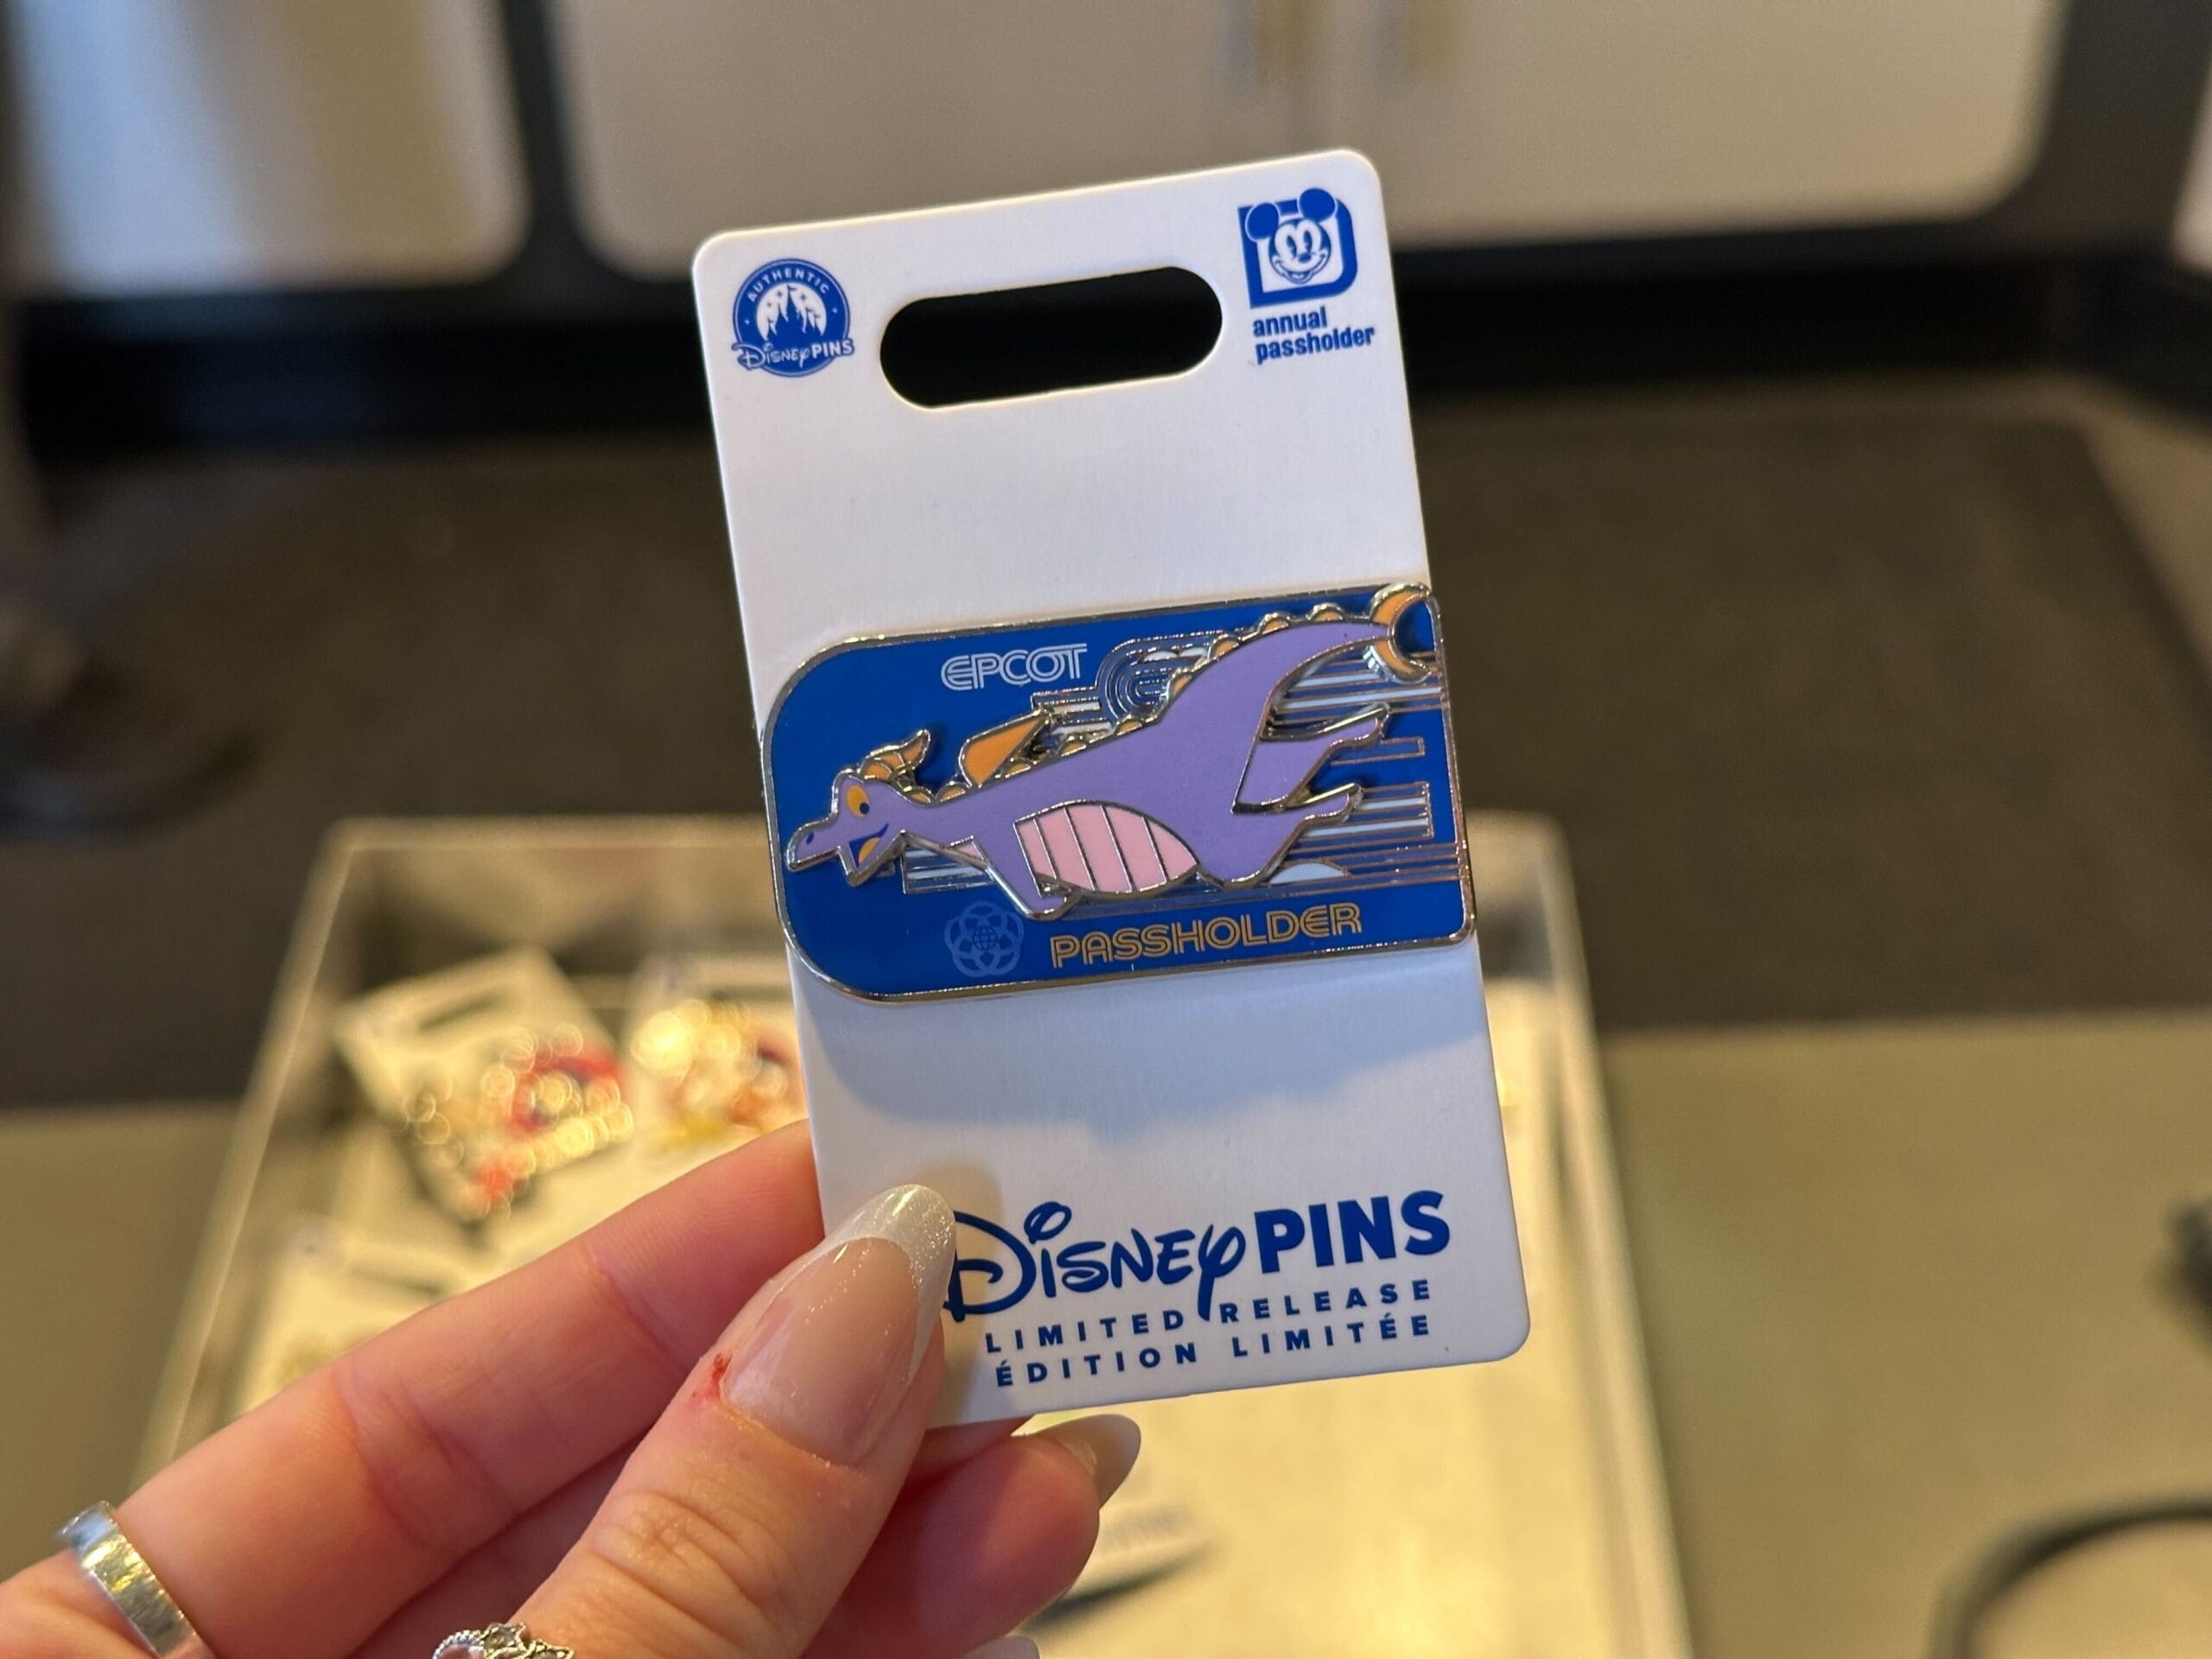 AUTHENTIC
DISNEY PINS
annual
passholder
EPCOT
PASSHOLDER
DISNEY PINS
LIMITED RELEASE
ÉDITION LIMITÉE